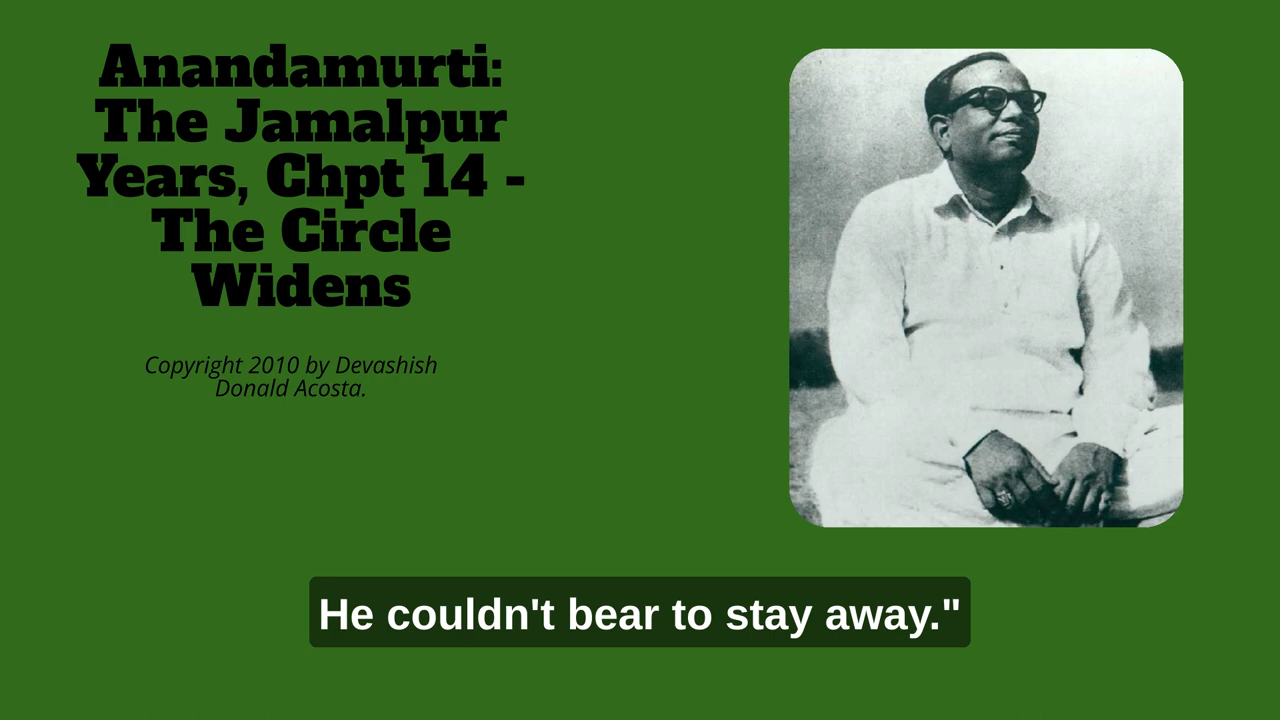 Anandamurti:
The Jamalpur
Years, Chpt 14 -
The Circle
Widens
Copyright 2010 by Devashish
Donald Acosta.
He couldn't bear to stay away."